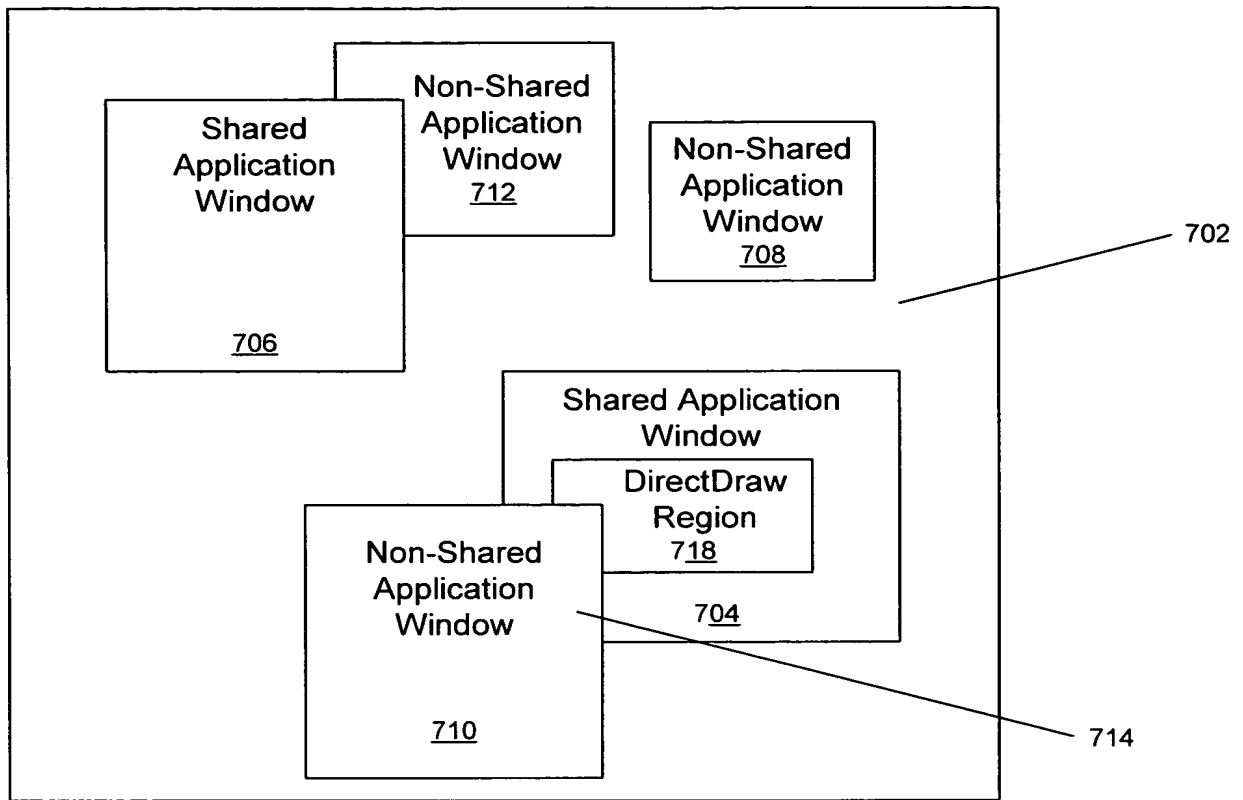 Non-Shared
Application
Window
712
Shared
Application
Window
706
Non-Shared
Application
Window
708
702
Shared Application
Window
DirectDraw
Region
718
704
Non-Shared
Application
Window
710
714